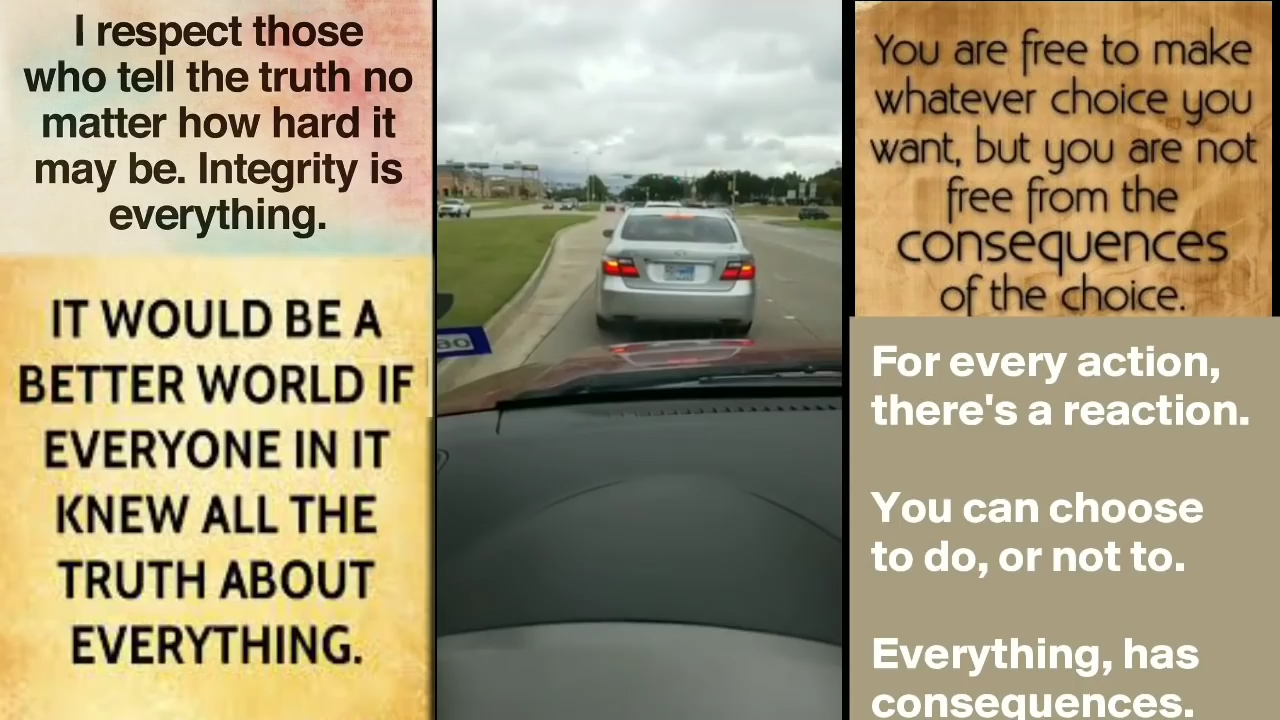 I respect those
who tell the truth no
matter how hard it
may be. Integrity is
everything.
IT WOULD BE A
BETTER WORLD IF
EVERYONE IN IT
KNEW ALL THE
TRUTH ABOUT
EVERYTHING.
You are free to make
whatever choice you
want, but you are not
free from the
consequences
of the choice.
For every action,
there's a reaction.
You can choose
to do, or not to.
Everything, has
consequences.